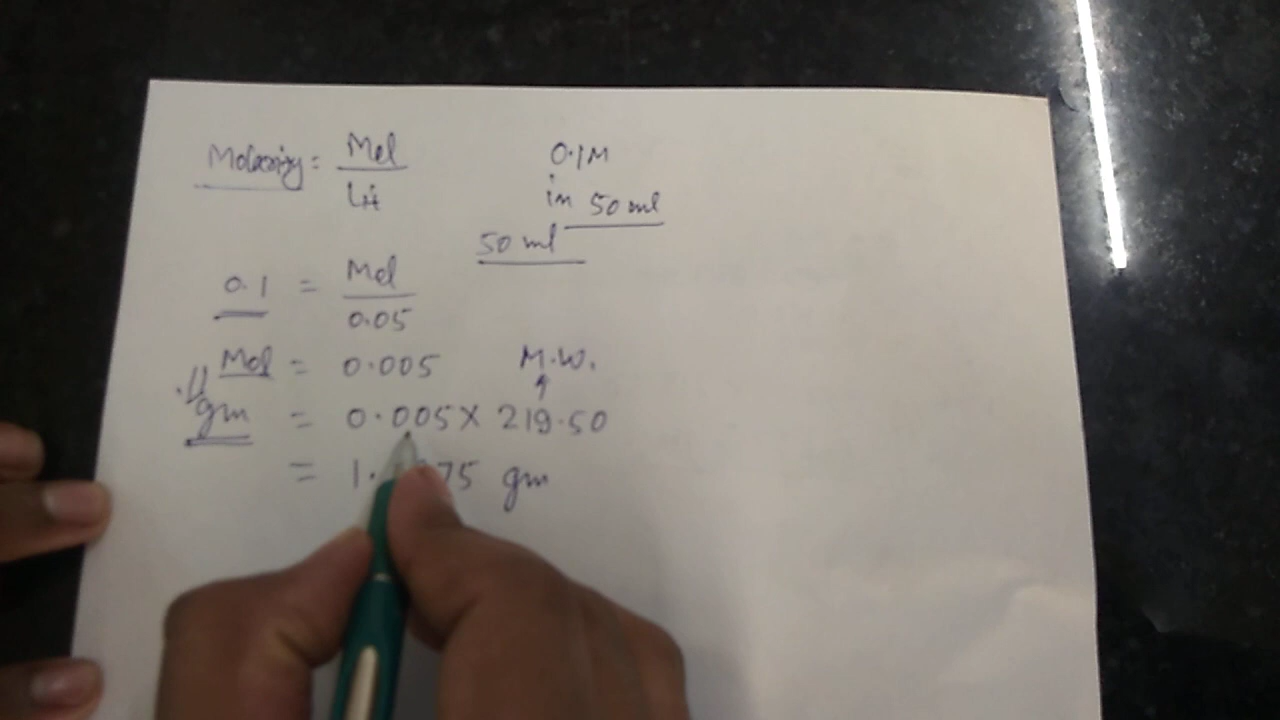 Molarity = Mol / Lit
0.1M
in 50 ml
50 ml
0.1 = Mol / 0.05
Mol = 0.005
M.W.
gm = 0.005 X 219.50
= 1. 75 gm